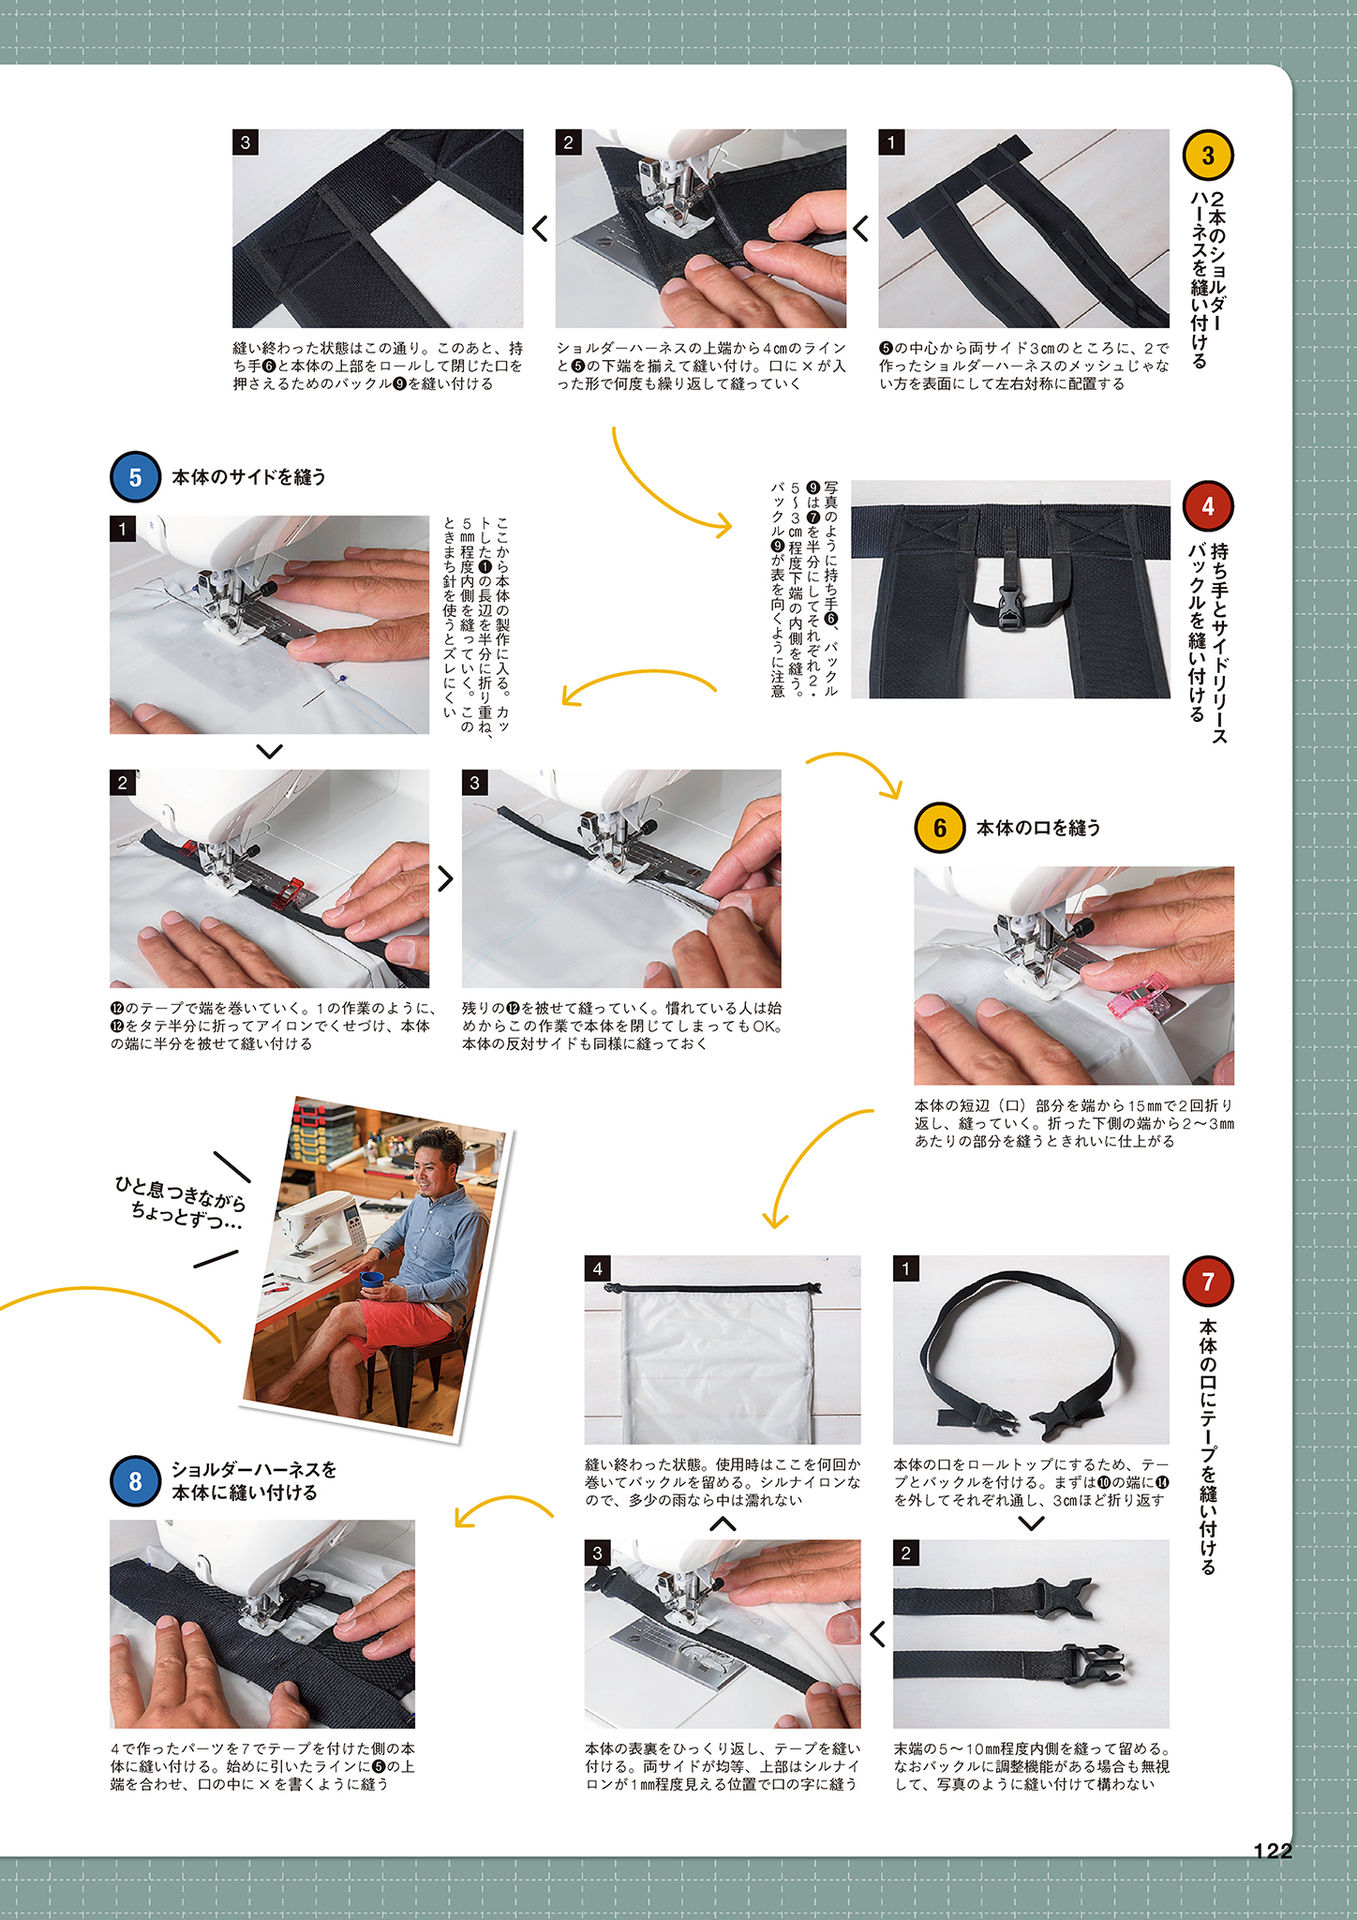 3
2本のショルダー
ハーネスを縫い付ける
1
❺の中心から両サイド3㎝のところに、2で
作ったショルダーハーネスのメッシュじゃな
い方を表面にして左右対称に配置する
2
ショルダーハーネスの上端から4㎝のライン
と❺の下端を揃えて縫い付け。口に×が入
った形で何度も繰り返して縫っていく
3
縫い終わった状態はこの通り。このあと、持
ち手❻と本体の上部をロールして閉じた口を
押さえるためのバックル❾を縫い付ける
4
持ち手とサイドリリース
バックルを縫い付ける
写真のように持ち手❻、バックル
❾は❼を半分にしてそれぞれ2・
5〜3㎝程度下端の内側を縫う。
バックル❾が表を向くように注意
5
本体のサイドを縫う
1
ここから本体の製作に入る。カッ
トした❶の長辺を半分に折り重ね、
5㎜程度内側を縫っていく。この
ときまち針を使うとズレにくい
2
⓬のテープで端を巻いていく。1の作業のように、
⓬をタテ半分に折ってアイロンでくせづけ、本体
の端に半分を被せて縫い付ける
3
残りの⓬を被せて縫っていく。慣れている人は始
めからこの作業で本体を閉じてしまってもOK。
本体の反対サイドも同様に縫っておく
6
本体の口を縫う
本体の短辺（口）部分を端から15㎜で2回折り
返し、縫っていく。折った下側の端から2〜3㎜
あたりの部分を縫うときれいに仕上がる
ひと息つきながら
ちょっとずつ…
7
本体の口にテープを縫い付ける
1
本体の口をロールトップにするため、テー
プとバックルを付ける。まずは❿の端に⓮
を外してそれぞれ通し、3㎝ほど折り返す
2
末端の5〜10㎜程度内側を縫って留める。
なおバックルに調整機能がある場合も無視
して、写真のように縫い付けて構わない
3
本体の表裏をひっくり返し、テープを縫い
付ける。両サイドが均等、上部はシルナイ
ロンが1㎜程度見える位置で口の字に縫う
4
縫い終わった状態。使用時はここを何回か
巻いてバックルを留める。シルナイロンな
ので、多少の雨なら中は濡れない
8
ショルダーハーネスを
本体に縫い付ける
4で作ったパーツを7でテープを付けた側の本
体に縫い付ける。始めに引いたラインに❺の上
端を合わせ、口の中に×を書くように縫う
122